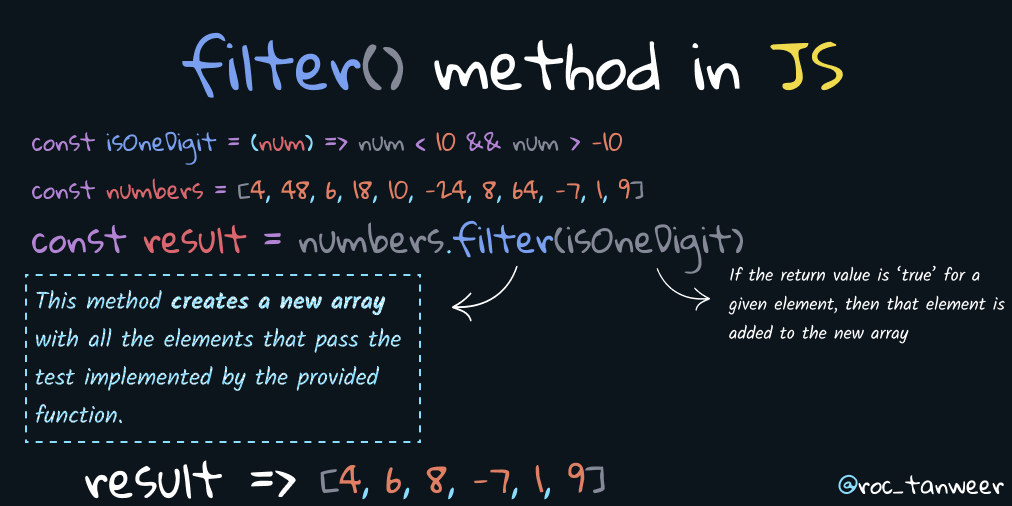 filter() method in JS
const isOneDigit = (num) => num < 10 && num > -10
const numbers = [4, 48, 6, 18, 10, -24, 8, 64, -7, 1, 9]
const result = numbers.filter(isOneDigit)
This method creates a new array
with all the elements that pass the
test implemented by the provided
function.
If the return value is ‘true’ for a
given element, then that element is
added to the new array
result => [4, 6, 8, -7, 1, 9]
@roc_tanweer